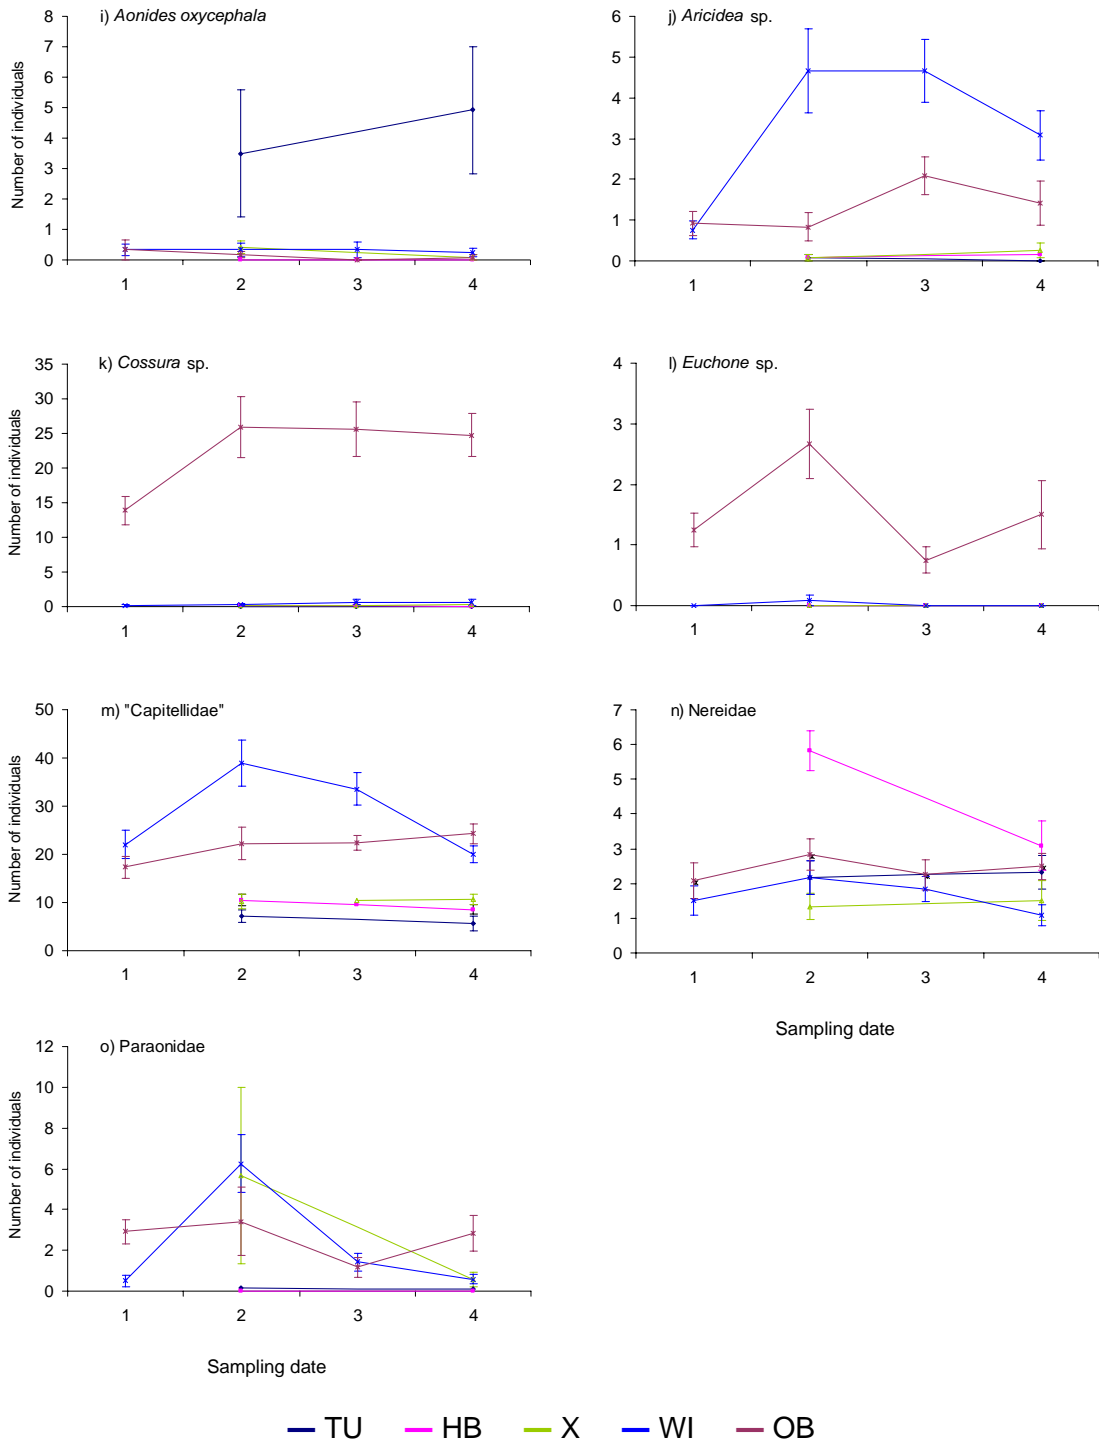 i) Aonides oxycephala
Number of individuals
8
7
6
5
4
3
2
1
0
1 2 3 4
j) Aricidea sp.
6
5
4
3
2
1
0
1 2 3 4
k) Cossura sp.
Number of individuals
35
30
25
20
15
10
5
0
1 2 3 4
l) Euchone sp.
4
3
2
1
0
1 2 3 4
m) "Capitellidae"
Number of individuals
50
40
30
20
10
0
1 2 3 4
n) Nereidae
7
6
5
4
3
2
1
0
1 2 3 4
Sampling date
o) Paraonidae
Number of individuals
12
10
8
6
4
2
0
1 2 3 4
Sampling date
TU HB X WI OB